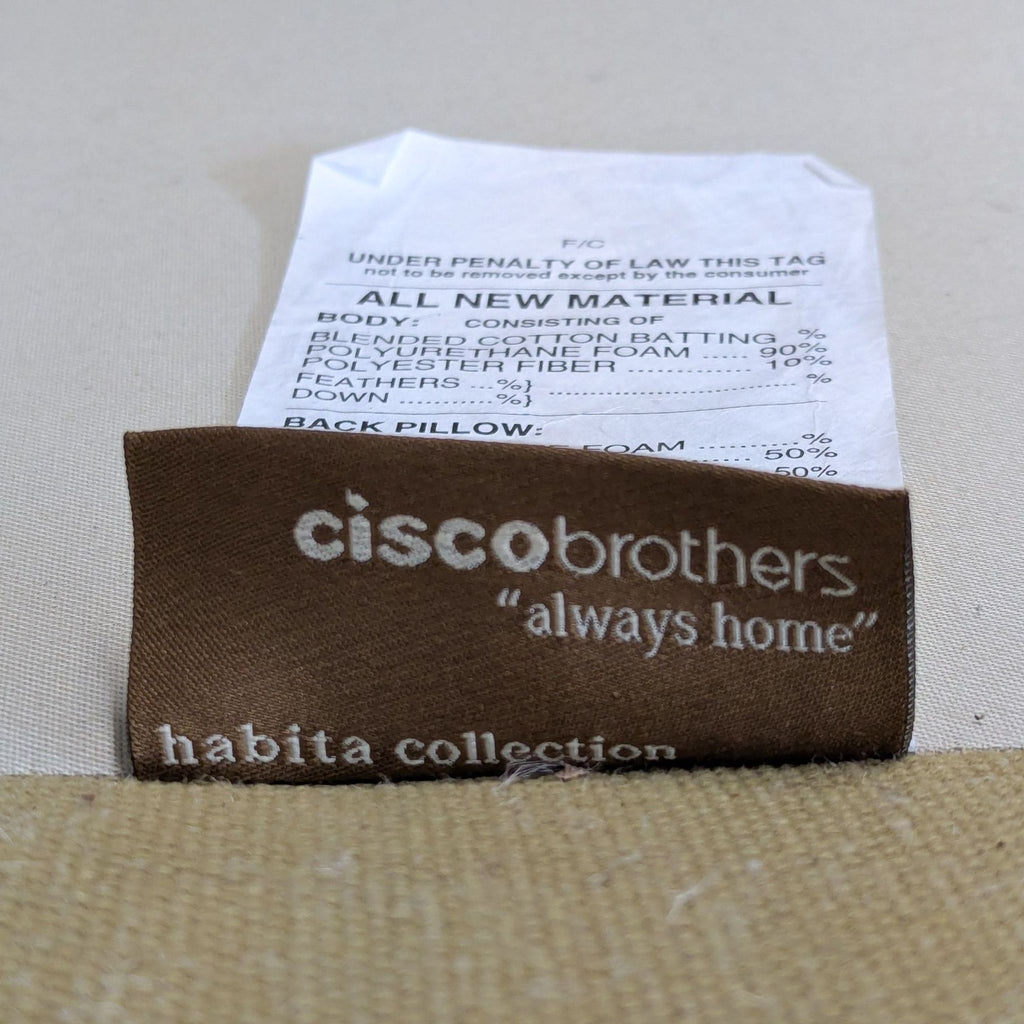 F/C
UNDER PENALTY OF LAW THIS TAG
not to be removed except by the consumer
ALL NEW MATERIAL
BODY: CONSISTING OF
BLENDED COTTON BATTING %
POLYURETHANE FOAM ...... 90%
POLYESTER FIBER .................. 10%
FEATHERS ...%} ................................... %
DOWN ............%}
BACK PILLOW:
FOAM ...............%
........ 50%
50%
ciscobrothers
“always home”
habita collection